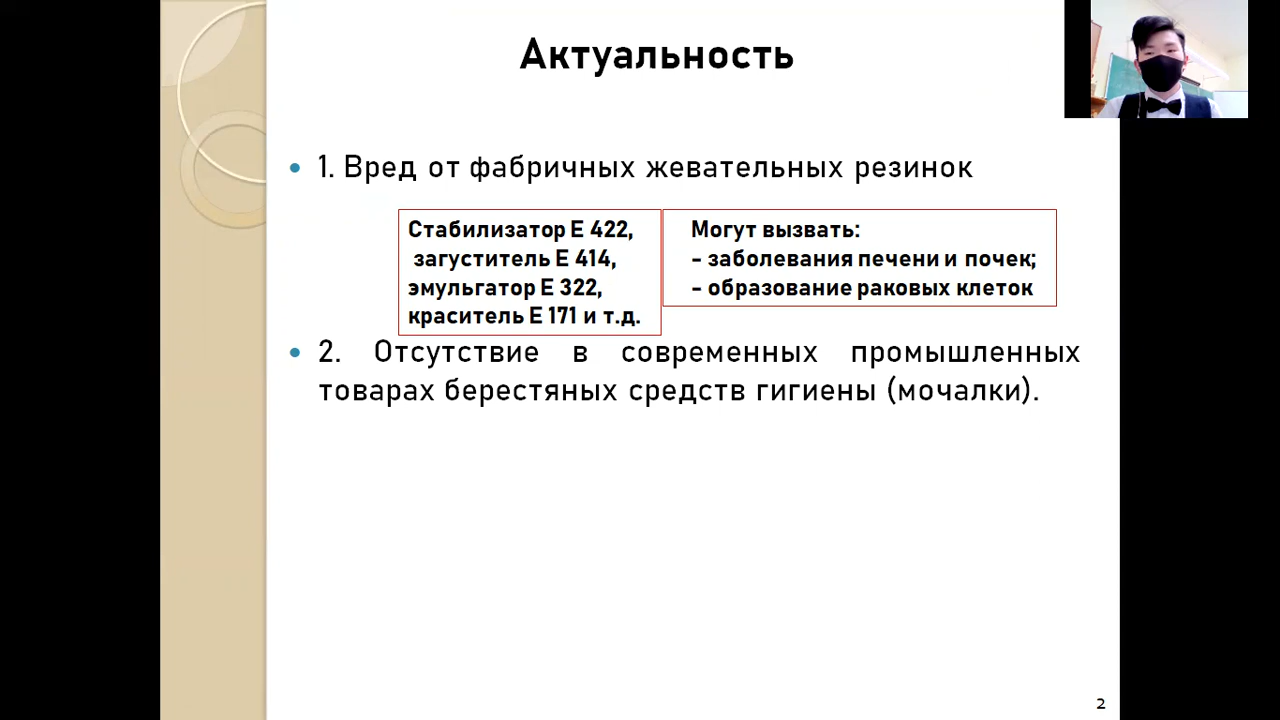 Актуальность
1. Вред от фабричных жевательных резинок
Стабилизатор Е 422,
загуститель Е 414,
эмульгатор Е 322,
краситель Е 171 и т.д.
Могут вызвать:
- заболевания печени и почек;
- образование раковых клеток
2. Отсутствие в современных промышленных
товарах берестяных средств гигиены (мочалки).
2